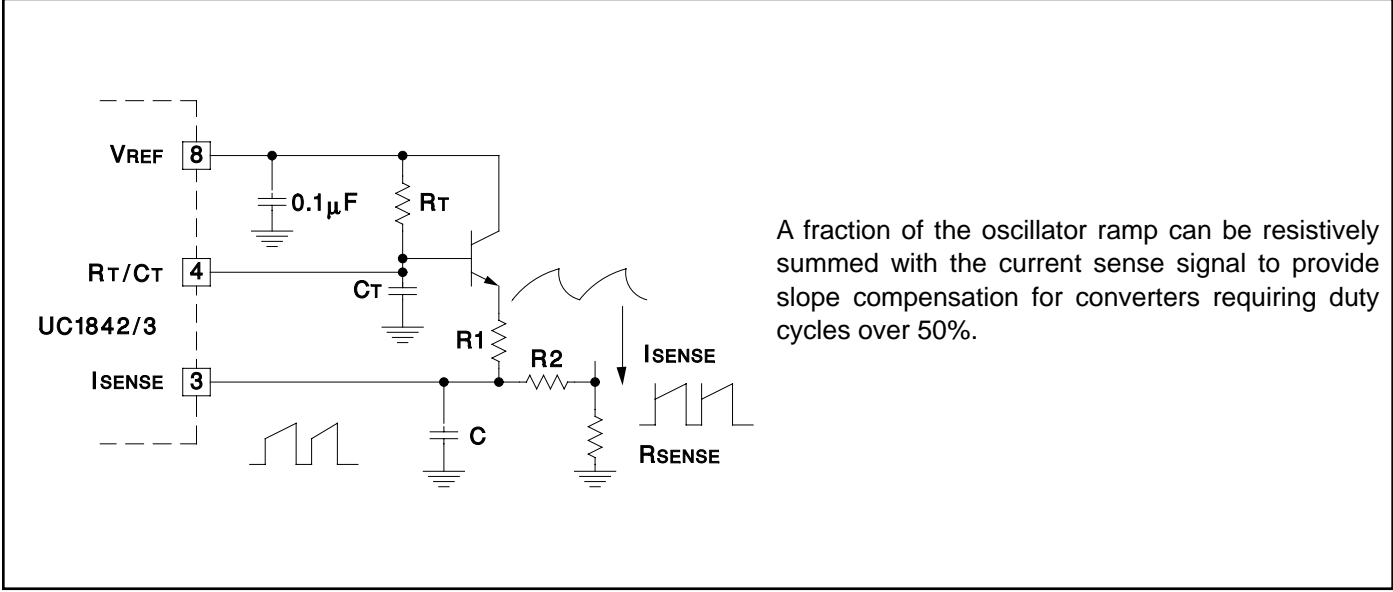 VREF
8
0.1μF
RT
RT/CT
4
CT
UC1842/3
R1
R2
ISENSE
ISENSE
3
C
RSENSE
A fraction of the oscillator ramp can be resistively
summed with the current sense signal to provide
slope compensation for converters requiring duty
cycles over 50%.